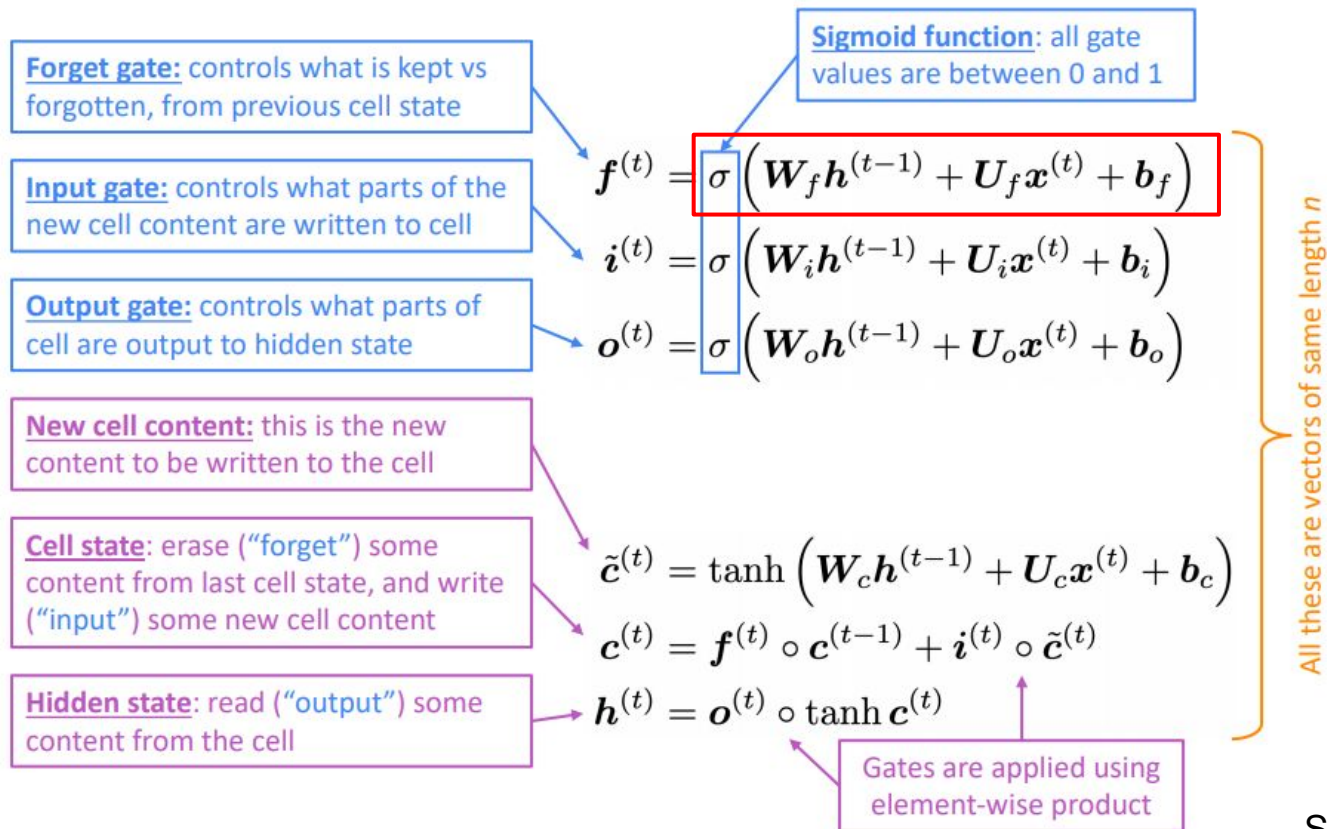 Sigmoid function: all gate
values are between 0 and 1
Forget gate: controls what is kept vs
forgotten, from previous cell state
f^{(t)} = σ(W_f h^{(t−1)} + U_f x^{(t)} + b_f)
Input gate: controls what parts of the
new cell content are written to cell
i^{(t)} = σ(W_i h^{(t−1)} + U_i x^{(t)} + b_i)
Output gate: controls what parts of
cell are output to hidden state
o^{(t)} = σ(W_o h^{(t−1)} + U_o x^{(t)} + b_o)
New cell content: this is the new
content to be written to the cell
c̃^{(t)} = tanh(W_c h^{(t−1)} + U_c x^{(t)} + b_c)
Cell state: erase (“forget”) some
content from last cell state, and write
(“input”) some new cell content
c^{(t)} = f^{(t)} ∘ c^{(t−1)} + i^{(t)} ∘ c̃^{(t)}
Hidden state: read (“output”) some
content from the cell
h^{(t)} = o^{(t)} ∘ tanh c^{(t)}
Gates are applied using
element-wise product
All these are vectors of same length n
S